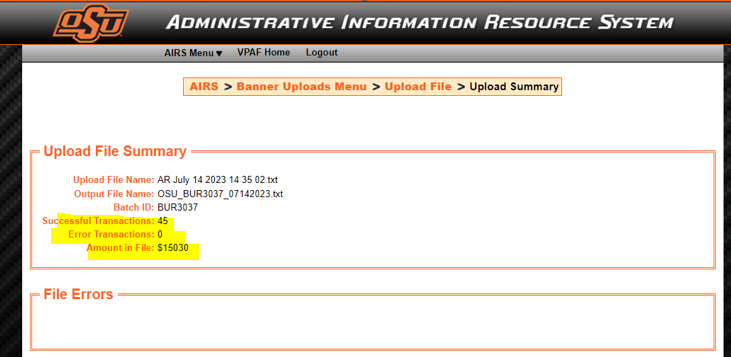 OSU ADMINISTRATIVE INFORMATION RESOURCE SYSTEM
AIRS Menu ▼ VPAF Home Logout
AIRS > Banner Uploads Menu > Upload File > Upload Summary
Upload File Summary
Upload File Name: AR July 14 2023 14 35 02.txt
Output File Name: OSU_BUR3037_07142023.txt
Batch ID: BUR3037
Successful Transactions: 45
Error Transactions: 0
Amount in File: $15030
File Errors